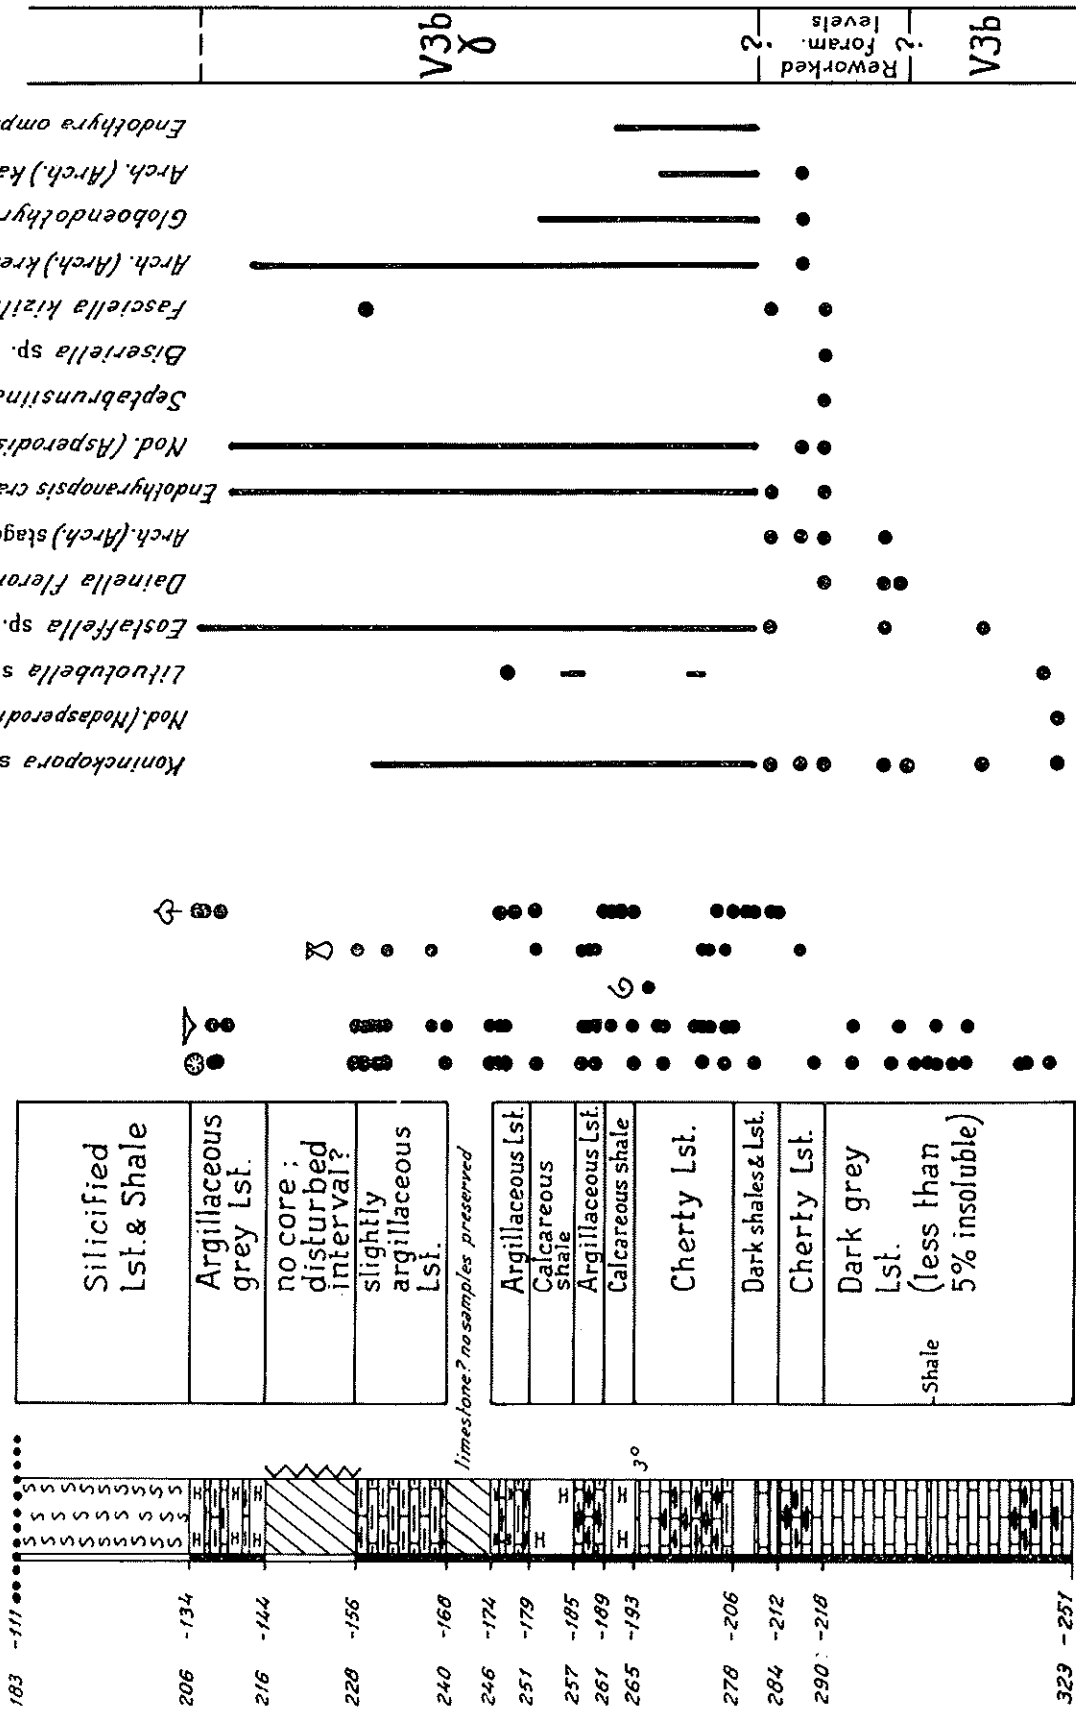 V3b
γ
?
Reworked
foram.
levels
?
V3b
Endothyra omp
Arch. (Arch.) ka
Globoendothyr
Arch. (Arch.) kre
Fasciella kizil
Biseriella sp.
Septabrunsiina
Nod. (Asperodis
Endothyranopsis cra
Arch. (Arch.) stage
Dainella fleron
Eostaffella sp.
Lituotubella s
Nod. (Nodasperodi
Koninckopora s
Silicified
Lst. & Shale
Argillaceous
grey Lst.
no core ;
disturbed
interval?
slightly
argillaceous
Lst.
limestone? no samples preserved
Argillaceous Lst.
Calcareous
shale
Argillaceous Lst.
Calcareous shale
Cherty Lst.
Dark shales & Lst.
Cherty Lst.
Dark grey
Lst.
(less than
5% insoluble)
Shale
3°
183 -111
206 -134
216 -144
228 -156
240 -168
246 -174
251 -179
257 -185
261 -189
265 -193
278 -206
284 -212
290 -218
323 -251